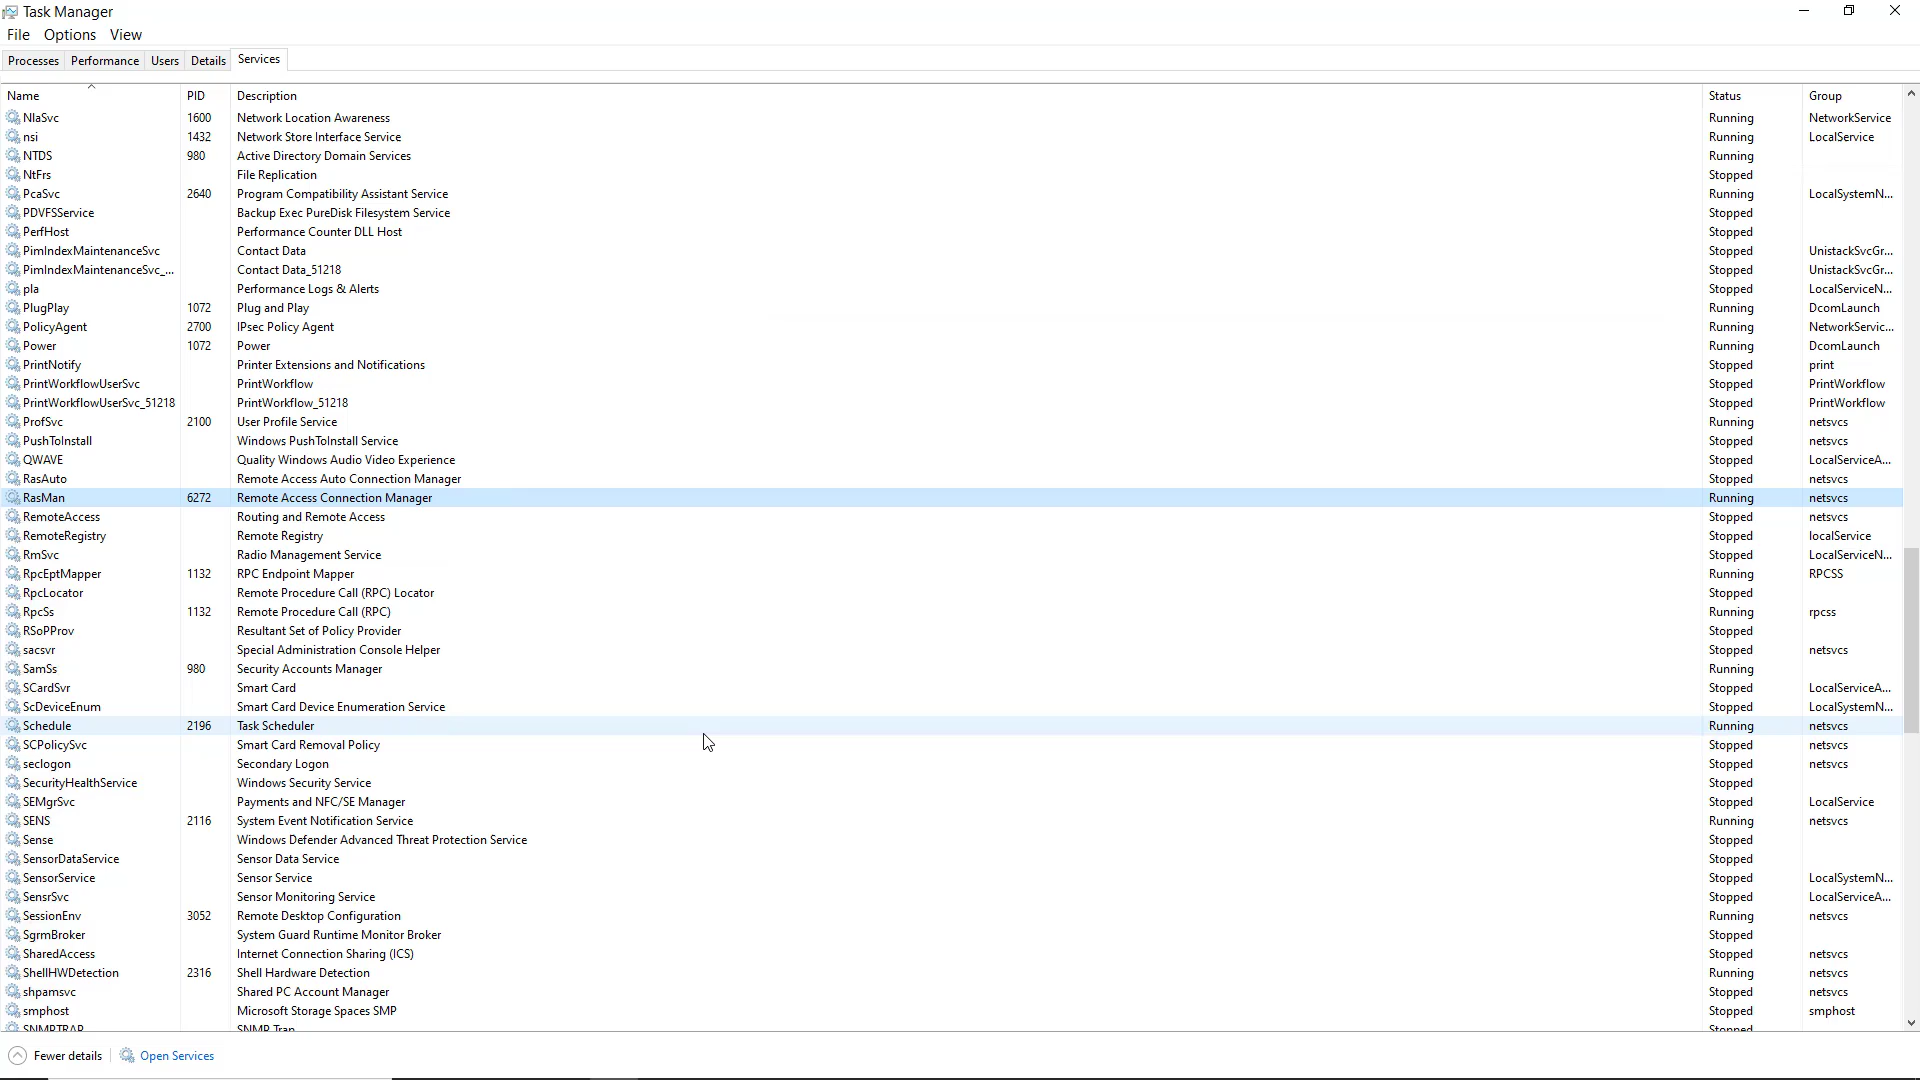 Task Manager
File Options View
Processes Performance Users Details Services
Name PID Description Status Group
NlaSvc 1600 Network Location Awareness Running NetworkService
nsi 1432 Network Store Interface Service Running LocalService
NTDS 980 Active Directory Domain Services Running
NtFrs File Replication Stopped
PcaSvc 2640 Program Compatibility Assistant Service Running LocalSystemN...
PDVFSService Backup Exec PureDisk Filesystem Service Stopped
PerfHost Performance Counter DLL Host Stopped
PimIndexMaintenanceSvc Contact Data Stopped UnistackSvcGr...
PimIndexMaintenanceSvc_... Contact Data_51218 Stopped UnistackSvcGr...
pla Performance Logs & Alerts Stopped LocalServiceN...
PlugPlay 1072 Plug and Play Running DcomLaunch
PolicyAgent 2700 IPsec Policy Agent Running NetworkServic...
Power 1072 Power Running DcomLaunch
PrintNotify Printer Extensions and Notifications Stopped print
PrintWorkflowUserSvc PrintWorkflow Stopped PrintWorkflow
PrintWorkflowUserSvc_51218 PrintWorkflow_51218 Stopped PrintWorkflow
ProfSvc 2100 User Profile Service Running netsvcs
PushToInstall Windows PushToInstall Service Stopped netsvcs
QWAVE Quality Windows Audio Video Experience Stopped LocalServiceA...
RasAuto Remote Access Auto Connection Manager Stopped netsvcs
RasMan 6272 Remote Access Connection Manager Running netsvcs
RemoteAccess Routing and Remote Access Stopped netsvcs
RemoteRegistry Remote Registry Stopped localService
RmSvc Radio Management Service Stopped LocalServiceN...
RpcEptMapper 1132 RPC Endpoint Mapper Running RPCSS
RpcLocator Remote Procedure Call (RPC) Locator Stopped
RpcSs 1132 Remote Procedure Call (RPC) Running rpcss
RSoPProv Resultant Set of Policy Provider Stopped
sacsvr Special Administration Console Helper Stopped netsvcs
SamSs 980 Security Accounts Manager Running
SCardSvr Smart Card Stopped LocalServiceA...
ScDeviceEnum Smart Card Device Enumeration Service Stopped LocalSystemN...
Schedule 2196 Task Scheduler Running netsvcs
SCPolicySvc Smart Card Removal Policy Stopped netsvcs
seclogon Secondary Logon Stopped netsvcs
SecurityHealthService Windows Security Service Stopped
SEMgrSvc Payments and NFC/SE Manager Stopped LocalService
SENS 2116 System Event Notification Service Running netsvcs
Sense Windows Defender Advanced Threat Protection Service Stopped
SensorDataService Sensor Data Service Stopped
SensorService Sensor Service Stopped LocalSystemN...
SensrSvc Sensor Monitoring Service Stopped LocalServiceA...
SessionEnv 3052 Remote Desktop Configuration Running netsvcs
SgrmBroker System Guard Runtime Monitor Broker Stopped
SharedAccess Internet Connection Sharing (ICS) Stopped netsvcs
ShellHWDetection 2316 Shell Hardware Detection Running netsvcs
shpamsvc Shared PC Account Manager Stopped netsvcs
smphost Microsoft Storage Spaces SMP Stopped smphost
SNMPTRAP SNMP Trap Stopped
Fewer details Open Services